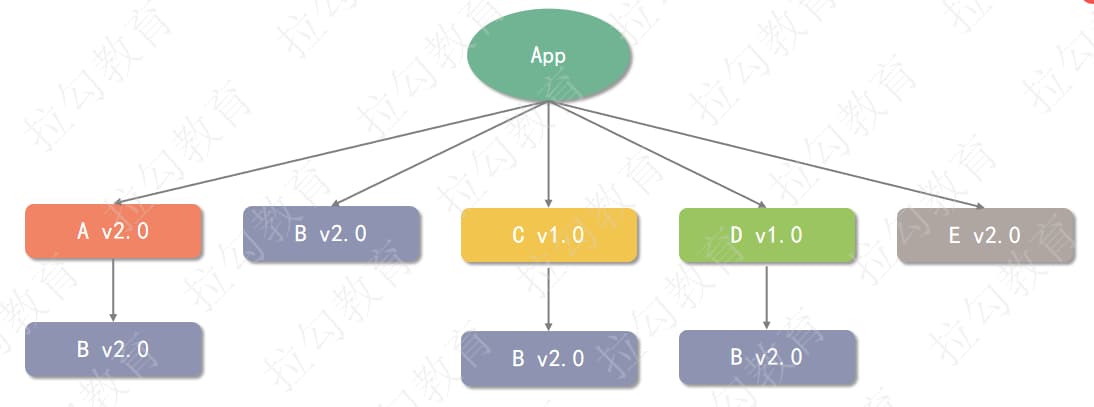 App
A v2.0
B v2.0
C v1.0
D v1.0
E v2.0
B v2.0
B v2.0
B v2.0
拉勾教育